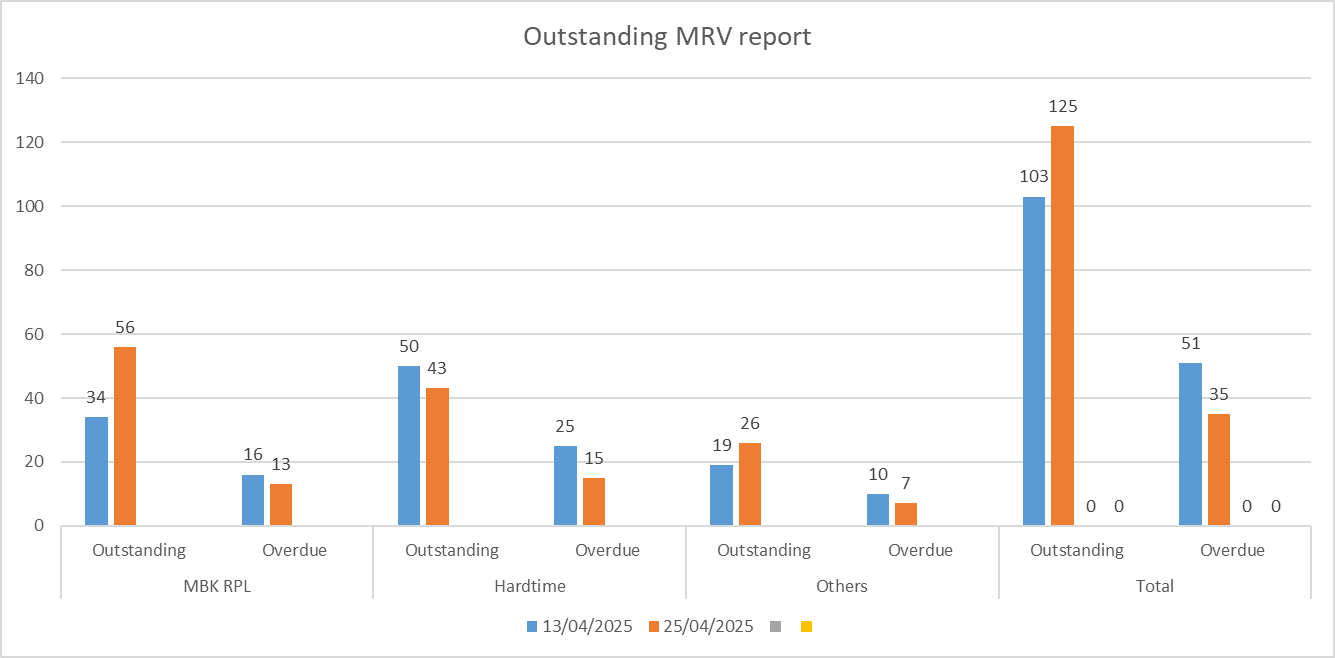 Outstanding MRV report
140
120
100
80
60
40
20
0
34
56
16
13
50
43
25
15
19
26
10
7
103
125
0
0
51
35
0
0
Outstanding
Overdue
Outstanding
Overdue
Outstanding
Overdue
Outstanding
Overdue
MBK RPL
Hardtime
Others
Total
13/04/2025
25/04/2025